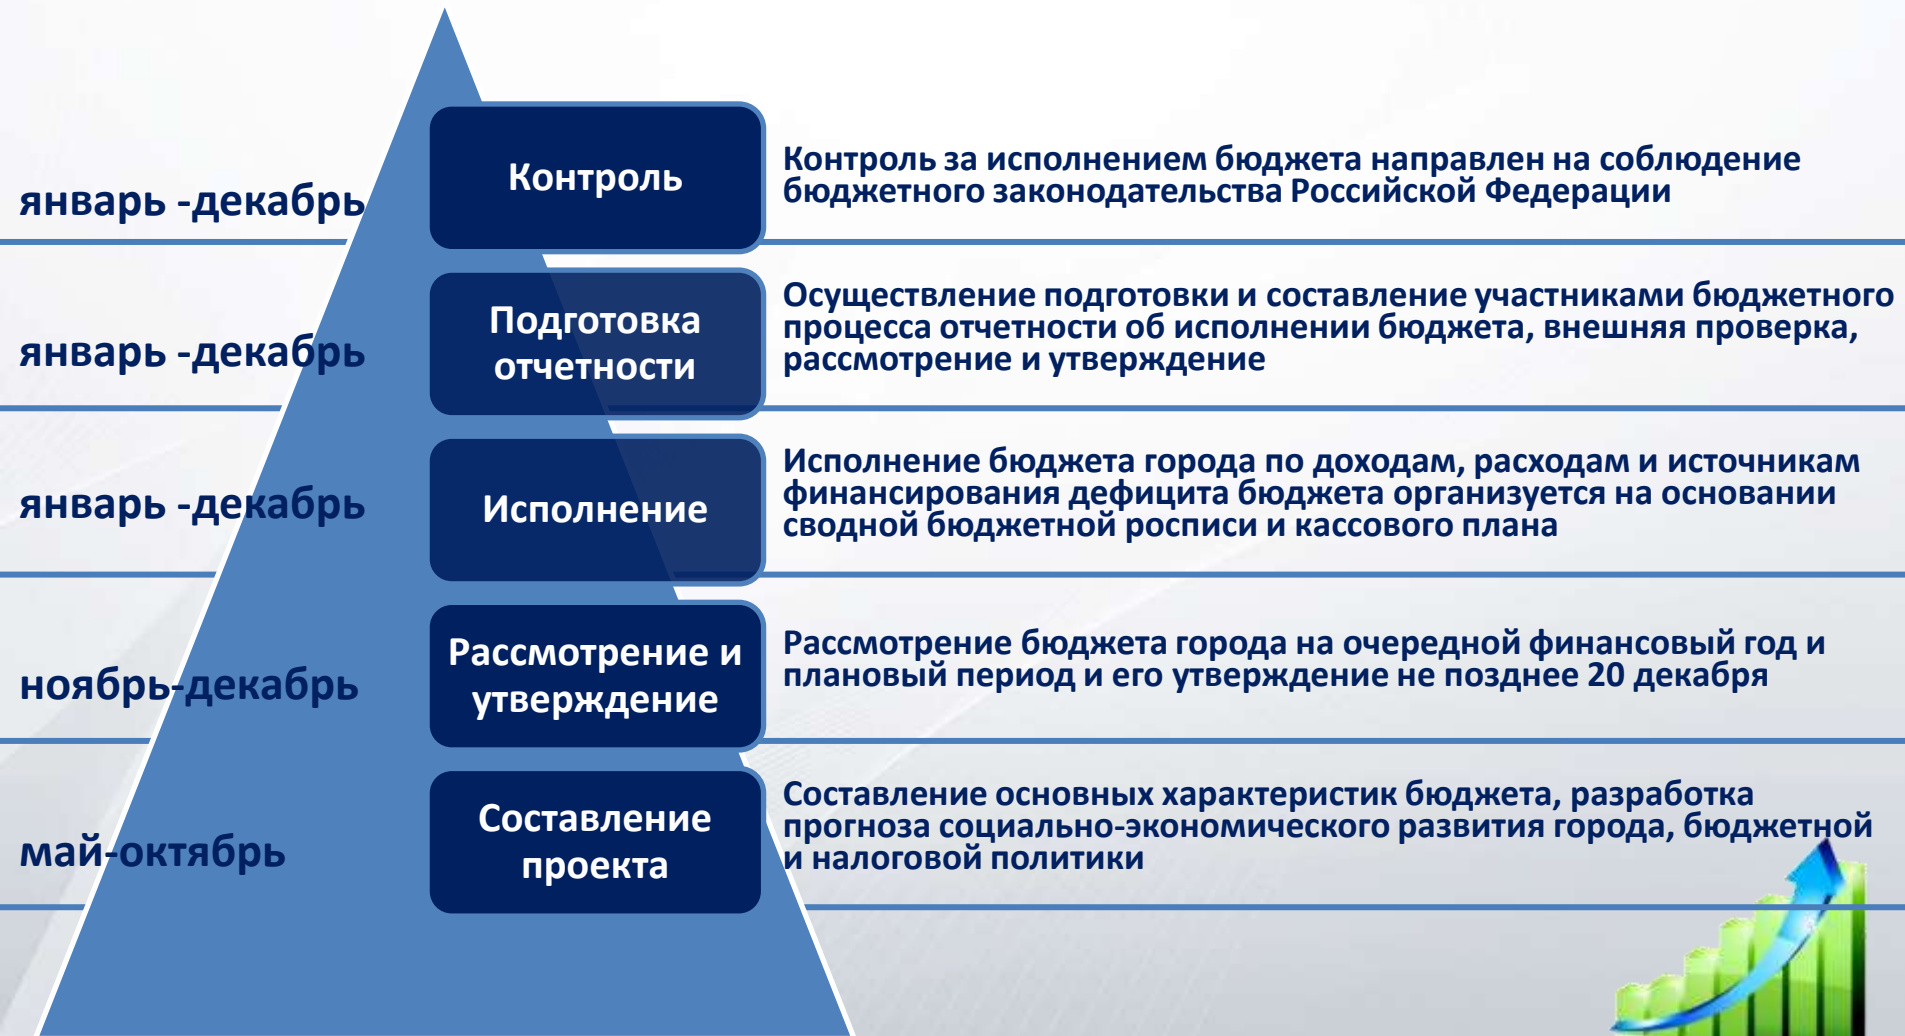 январь -декабрь
Контроль
Контроль за исполнением бюджета направлен на соблюдение
бюджетного законодательства Российской Федерации
январь -декабрь
Подготовка
отчетности
Осуществление подготовки и составление участниками бюджетного
процесса отчетности об исполнении бюджета, внешняя проверка,
рассмотрение и утверждение
январь -декабрь
Исполнение
Исполнение бюджета города по доходам, расходам и источникам
финансирования дефицита бюджета организуется на основании
сводной бюджетной росписи и кассового плана
ноябрь-декабрь
Рассмотрение и
утверждение
Рассмотрение бюджета города на очередной финансовый год и
плановый период и его утверждение не позднее 20 декабря
май-октябрь
Составление
проекта
Составление основных характеристик бюджета, разработка
прогноза социально-экономического развития города, бюджетной
и налоговой политики